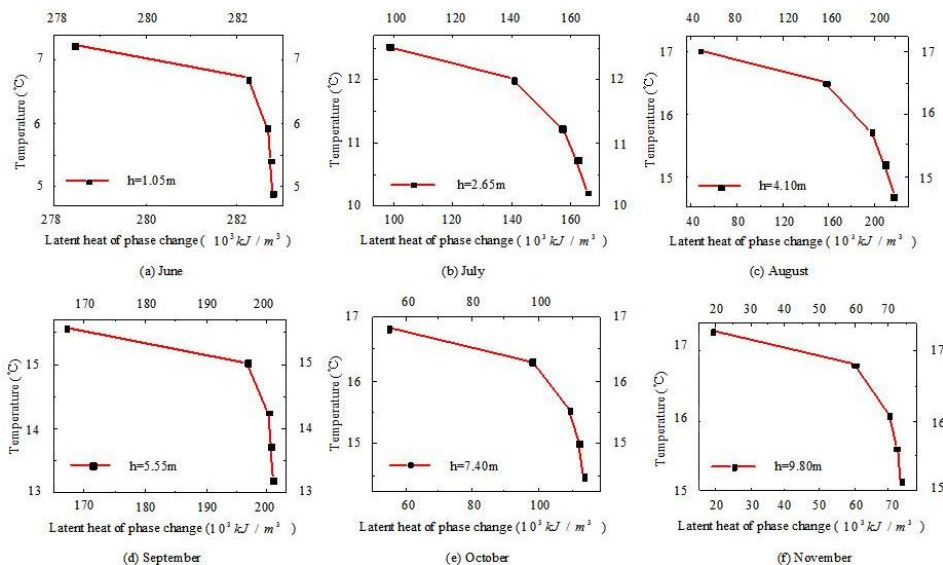 278 280 282
7
6
5
7
6
5
Temperature (℃)
h=1.05m
278 280 282
Latent heat of phase change ( 10³ kJ / m³ )
(a) June
100 120 140 160
12
11
10
13
12
11
10
Temperature (℃)
h=2.65m
100 120 140 160
Latent heat of phase change ( 10³ kJ / m³ )
(b) July
40 80 120 160 200
17
16
15
17
16
15
Temperature (℃)
h=4.10m
40 80 120 160 200
Latent heat of phase change ( 10³ kJ / m³ )
(c) August
170 180 190 200
15
14
13
15
14
13
Temperature (℃)
h=5.55m
170 180 190 200
Latent heat of phase change (10³ kJ / m³
(d) September
60 80 100
17
16
15
17
16
15
Temperature (℃)
h=7.40m
60 80 100
Latent heat of phase change (10³ kJ / m³
(e) October
20 30 40 50 60 70
17
16
15
17
16
15
Temperature (℃)
h=9.80m
20 30 40 50 60 70
Latent heat of phase change (10³ kJ / m³
(f) November